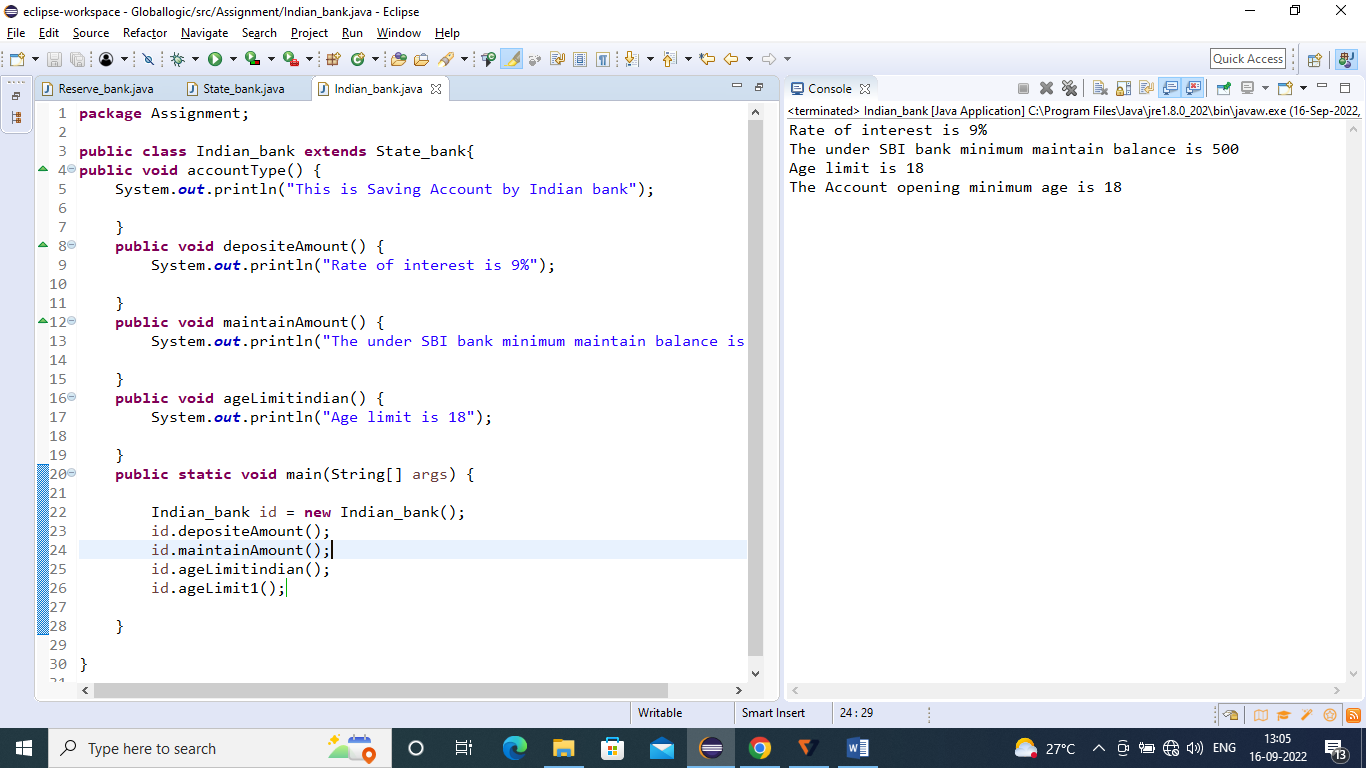 eclipse-workspace - Globallogic/src/Assignment/Indian_bank.java - Eclipse
File Edit Source Refactor Navigate Search Project Run Window Help
Quick Access
Reserve_bank.java State_bank.java Indian_bank.java
1 package Assignment;
2
3 public class Indian_bank extends State_bank{
4 public void accountType() {
5 System.out.println("This is Saving Account by Indian bank");
6
7 }
8 public void depositeAmount() {
9 System.out.println("Rate of interest is 9%");
10
11 }
12 public void maintainAmount() {
13 System.out.println("The under SBI bank minimum maintain balance is
14
15 }
16 public void ageLimitindian() {
17 System.out.println("Age limit is 18");
18
19 }
20 public static void main(String[] args) {
21
22 Indian_bank id = new Indian_bank();
23 id.depositeAmount();
24 id.maintainAmount();
25 id.ageLimitindian();
26 id.ageLimit1();
27
28 }
29
30 }
31
Console
<terminated> Indian_bank [Java Application] C:\Program Files\Java\jre1.8.0_202\bin\javaw.exe (16-Sep-2022,
Rate of interest is 9%
The under SBI bank minimum maintain balance is 500
Age limit is 18
The Account opening minimum age is 18
Writable Smart Insert 24 : 29
Type here to search
27°C ENG
13:05
16-09-2022
13